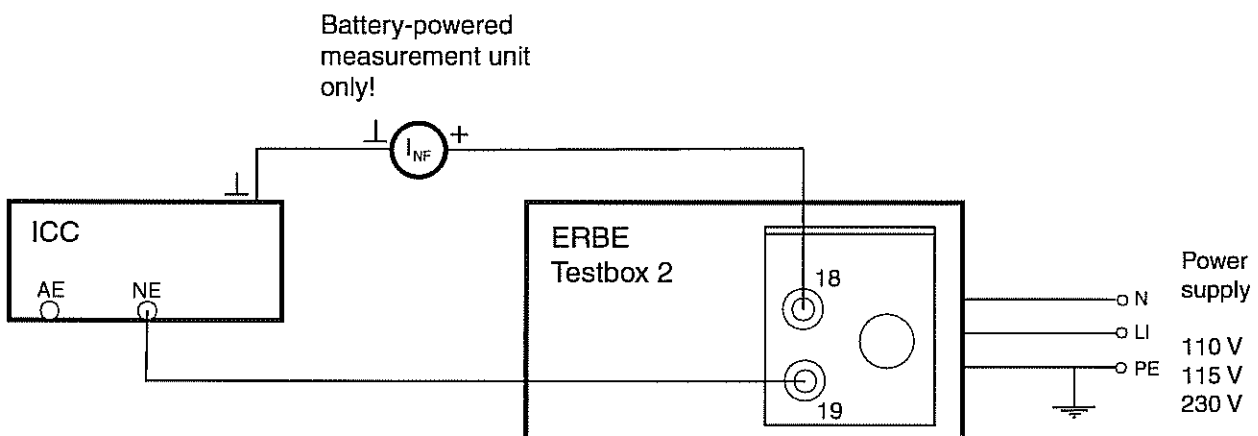 Battery-powered
measurement unit
only!
I_NF
+
ICC
AE
NE
ERBE
Testbox 2
18
19
N
LI
PE
Power
supply
110 V
115 V
230 V